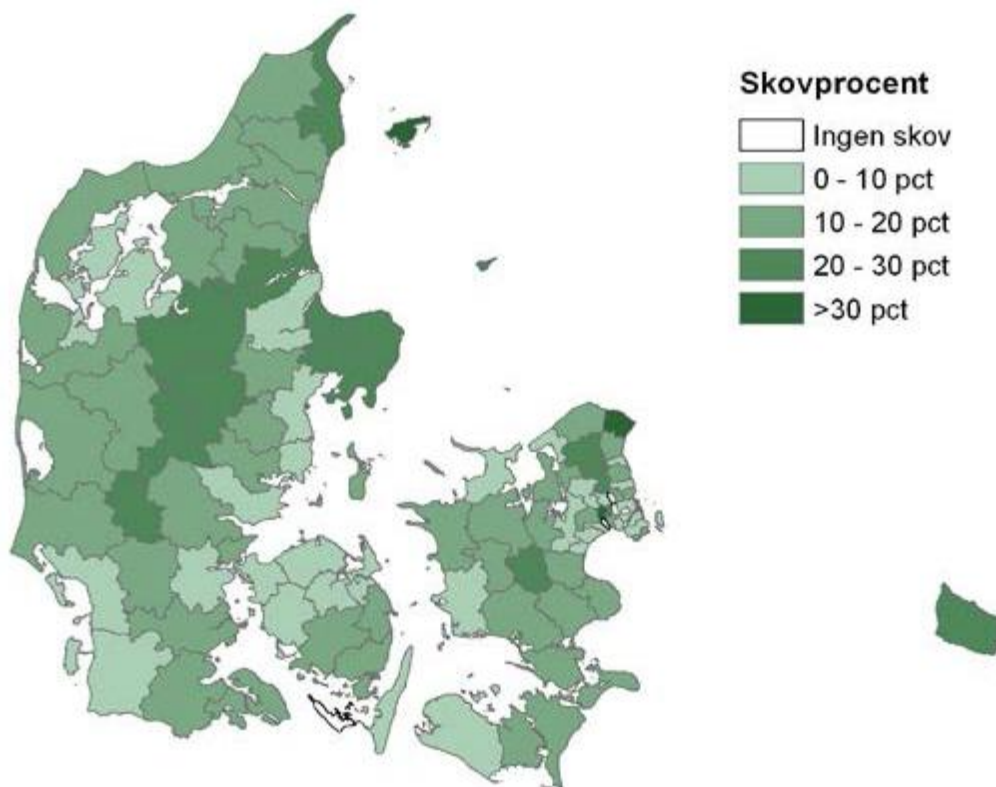 Skovprocent
Ingen skov
0 - 10 pct
10 - 20 pct
20 - 30 pct
>30 pct